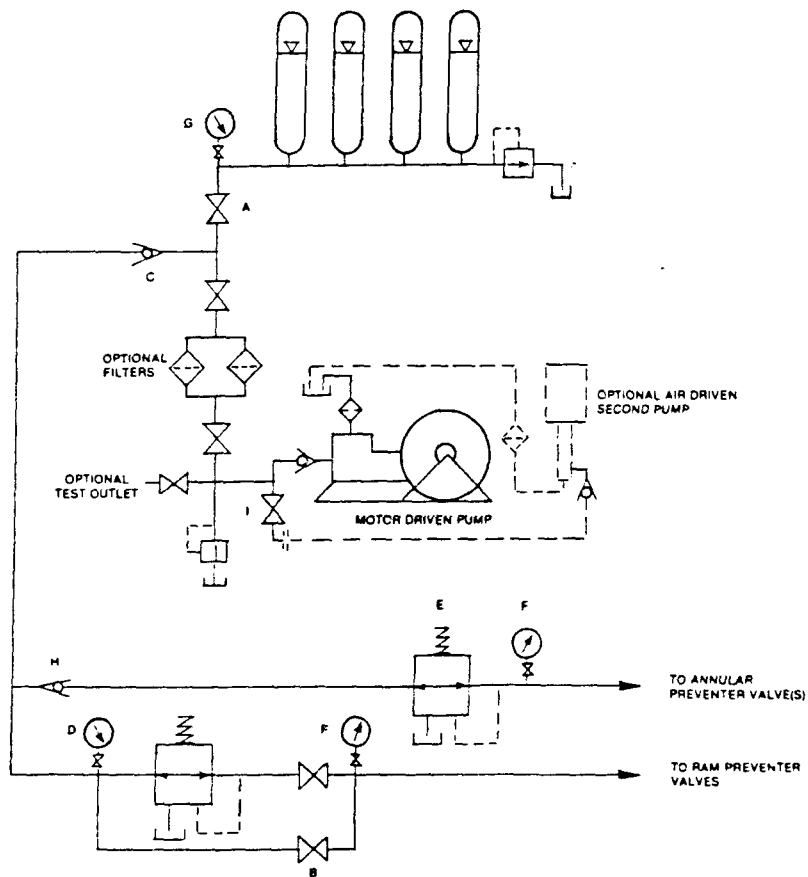 G
A
C
OPTIONAL
FILTERS
OPTIONAL AIR DRIVEN
SECOND PUMP
OPTIONAL
TEST OUTLET
I
MOTOR DRIVEN PUMP
E
F
H
TO ANNULAR
PREVENTER VALVE(S)
D
F
TO RAM PREVENTER
VALVES
B